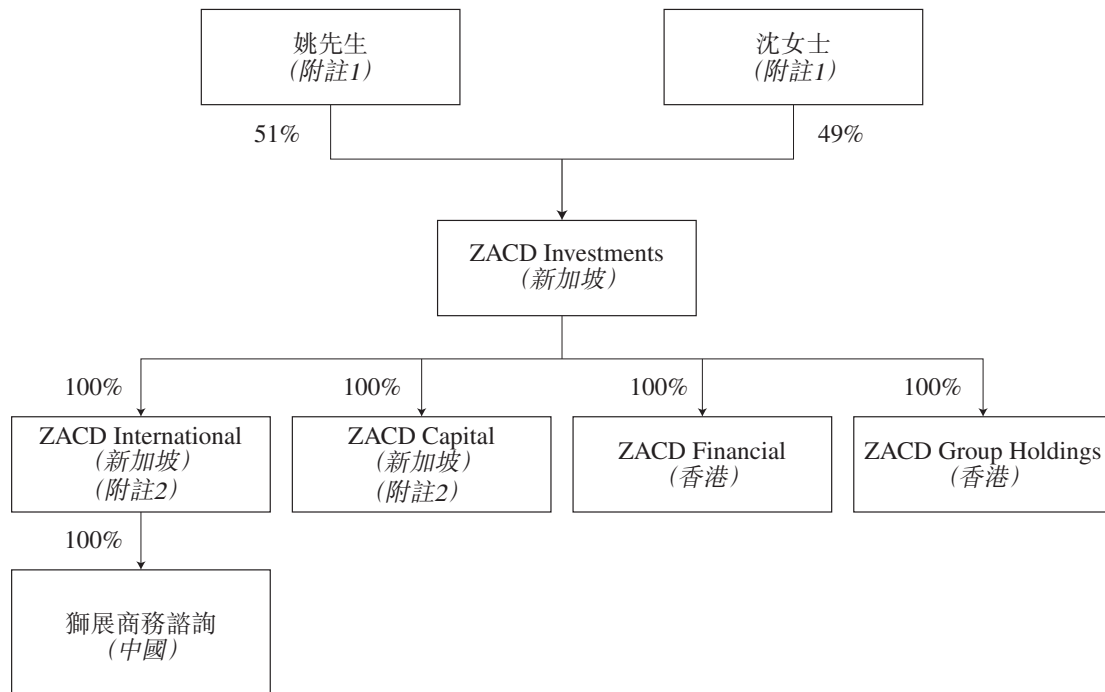 姚先生
(附註1)
沈女士
(附註1)
51%
49%
ZACD Investments
(新加坡)
100%
100%
100%
100%
ZACD International
(新加坡)
(附註2)
ZACD Capital
(新加坡)
(附註2)
ZACD Financial
(香港)
ZACD Group Holdings
(香港)
100%
獅展商務諮詢
(中國)